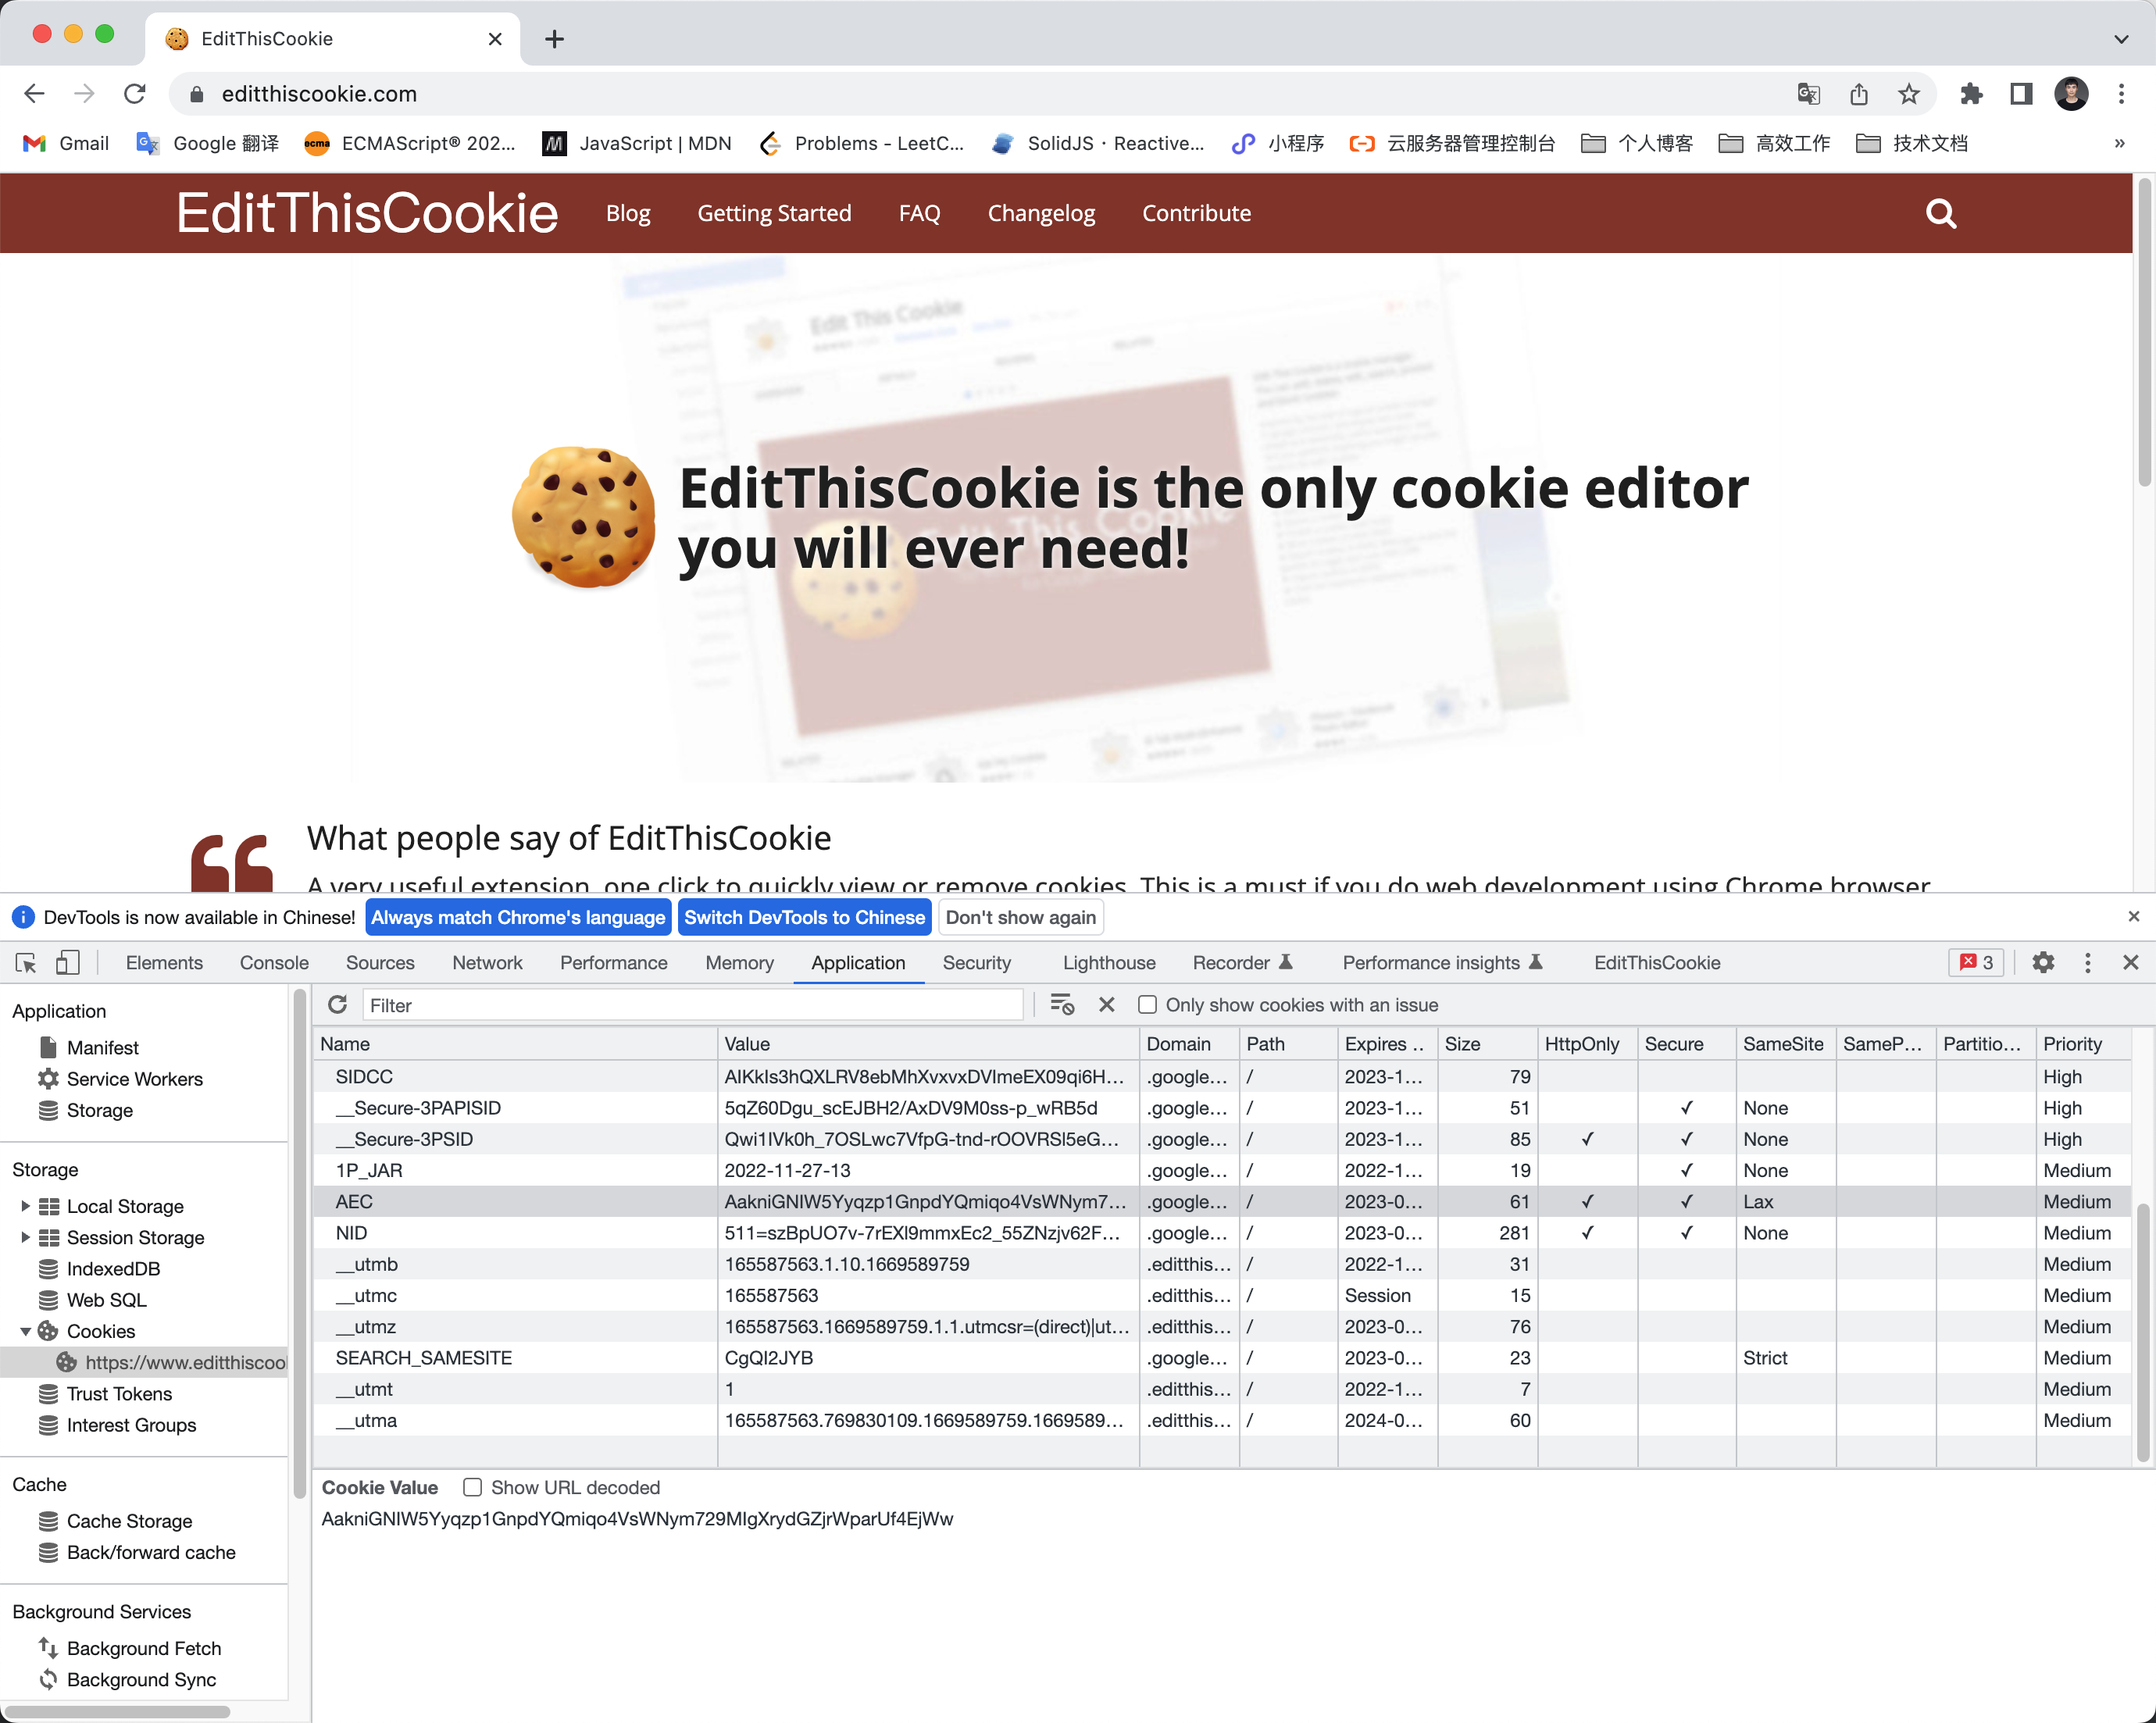 EditThisCookie
editthiscookie.com
Gmail Google 翻译 ECMAScript® 202... JavaScript | MDN Problems - LeetC... SolidJS · Reactive... 小程序 云服务器管理控制台 个人博客 高效工作 技术文档 »
EditThisCookie Blog Getting Started FAQ Changelog Contribute
Edit This Cookie
EditThisCookie is the only cookie editor
you will ever need!
What people say of EditThisCookie
A very useful extension, one click to quickly view or remove cookies. This is a must if you do web development using Chrome browser
DevTools is now available in Chinese! Always match Chrome's language Switch DevTools to Chinese Don't show again
Elements Console Sources Network Performance Memory Application Security Lighthouse Recorder Performance insights EditThisCookie 3
Application
Manifest
Service Workers
Storage
Storage
Local Storage
Session Storage
IndexedDB
Web SQL
Cookies
https://www.editthiscoo
Trust Tokens
Interest Groups
Cache
Cache Storage
Back/forward cache
Background Services
Background Fetch
Background Sync
Filter Only show cookies with an issue
Name Value Domain Path Expires .. Size HttpOnly Secure SameSite SameP... Partitio... Priority
SIDCC AIKkIs3hQXLRV8ebMhXvxvxDVlmeEX09qi6H... .google... / 2023-1... 79 High
__Secure-3PAPISID 5qZ60Dgu_scEJBH2/AxDV9M0ss-p_wRB5d .google... / 2023-1... 51 ✓ None High
__Secure-3PSID Qwi1lVk0h_7OSLwc7VfpG-tnd-rOOVRSl5eG... .google... / 2023-1... 85 ✓ ✓ None High
1P_JAR 2022-11-27-13 .google... / 2022-1... 19 ✓ None Medium
AEC AakniGNIW5Yyqzp1GnpdYQmiqo4VsWNym7... .google... / 2023-0... 61 ✓ ✓ Lax Medium
NID 511=szBpUO7v-7rEXl9mmxEc2_55ZNzjv62F... .google... / 2023-0... 281 ✓ ✓ None Medium
__utmb 165587563.1.10.1669589759 .editthis... / 2022-1... 31 Medium
__utmc 165587563 .editthis... / Session 15 Medium
__utmz 165587563.1669589759.1.1.utmcsr=(direct)|ut... .editthis... / 2023-0... 76 Medium
SEARCH_SAMESITE CgQI2JYB .google... / 2023-0... 23 Strict Medium
__utmt 1 .editthis... / 2022-1... 7 Medium
__utma 165587563.769830109.1669589759.1669589... .editthis... / 2024-0... 60 Medium
Cookie Value Show URL decoded
AakniGNIW5Yyqzp1GnpdYQmiqo4VsWNym729MIgXrydGZjrWparUf4EjWw